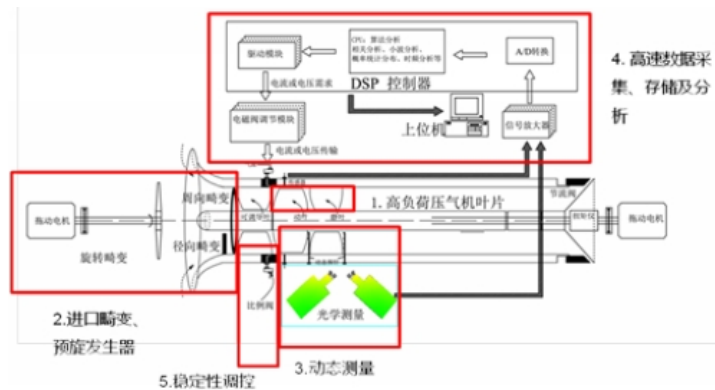 CPU：算法分析
相关分析、小波分析、
概率统计分布、时频分析等
驱动模块
A/D转换
DSP 控制器
电流或电压需求
电磁阀调节模块
上位机
信号放大器
电流或电压传输
4. 高速数据采
集、存储及分
析
周向畸变
节流阀
1. 高负荷压气机叶片
拖动电机
拖动电机
径向畸变
旋转畸变
比例阀
光学测量
2.进口畸变、
预旋发生器
3.动态测量
5.稳定性调控